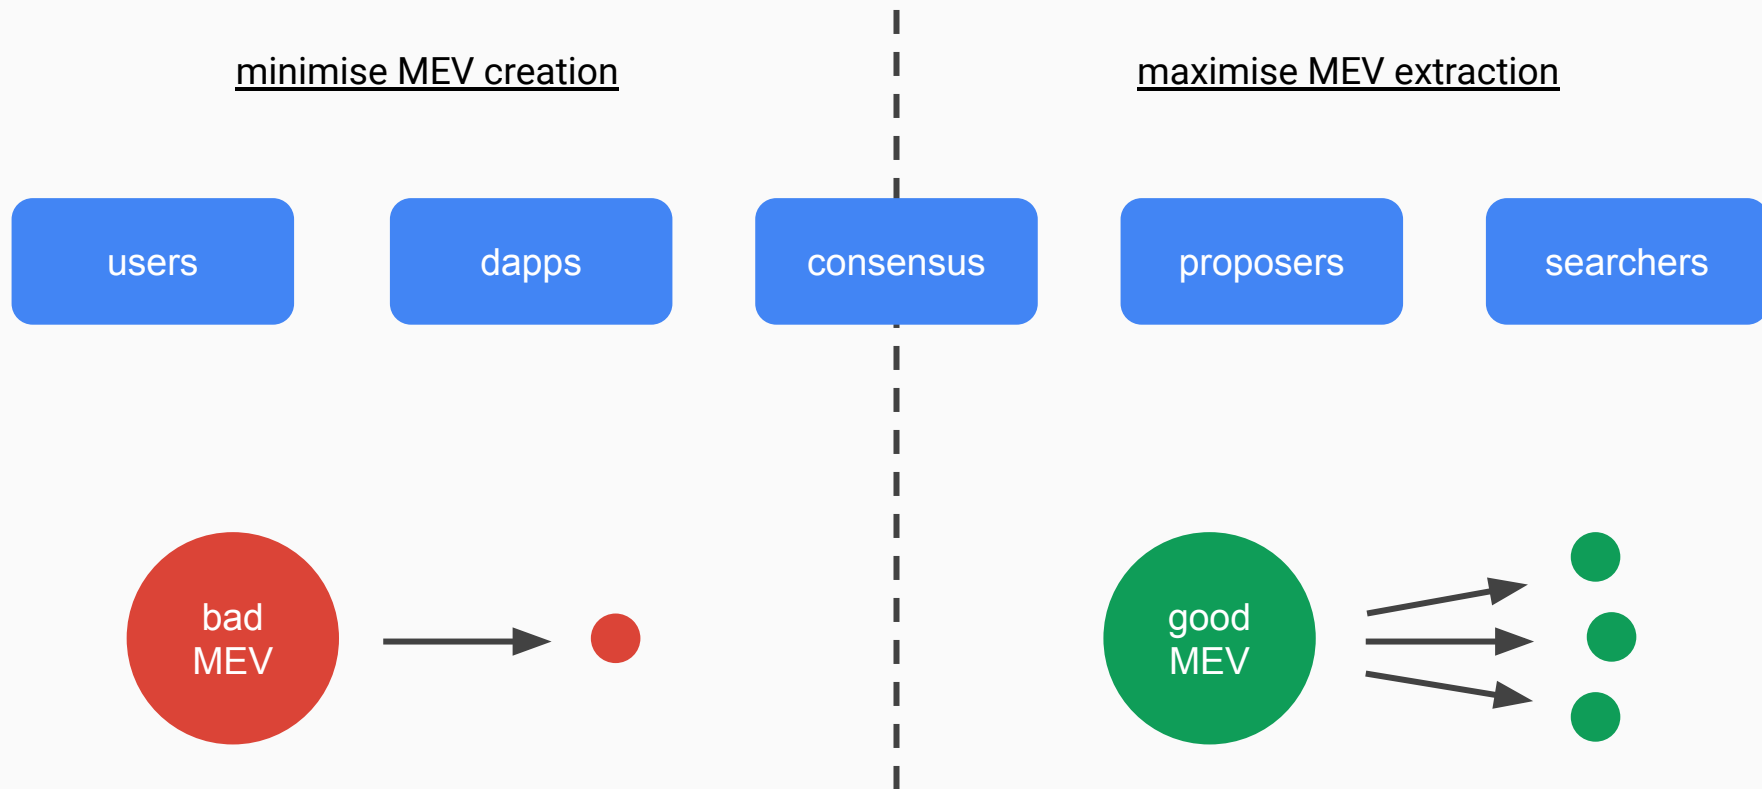 minimise MEV creation
maximise MEV extraction
users
dapps
consensus
proposers
searchers
bad
MEV
good
MEV